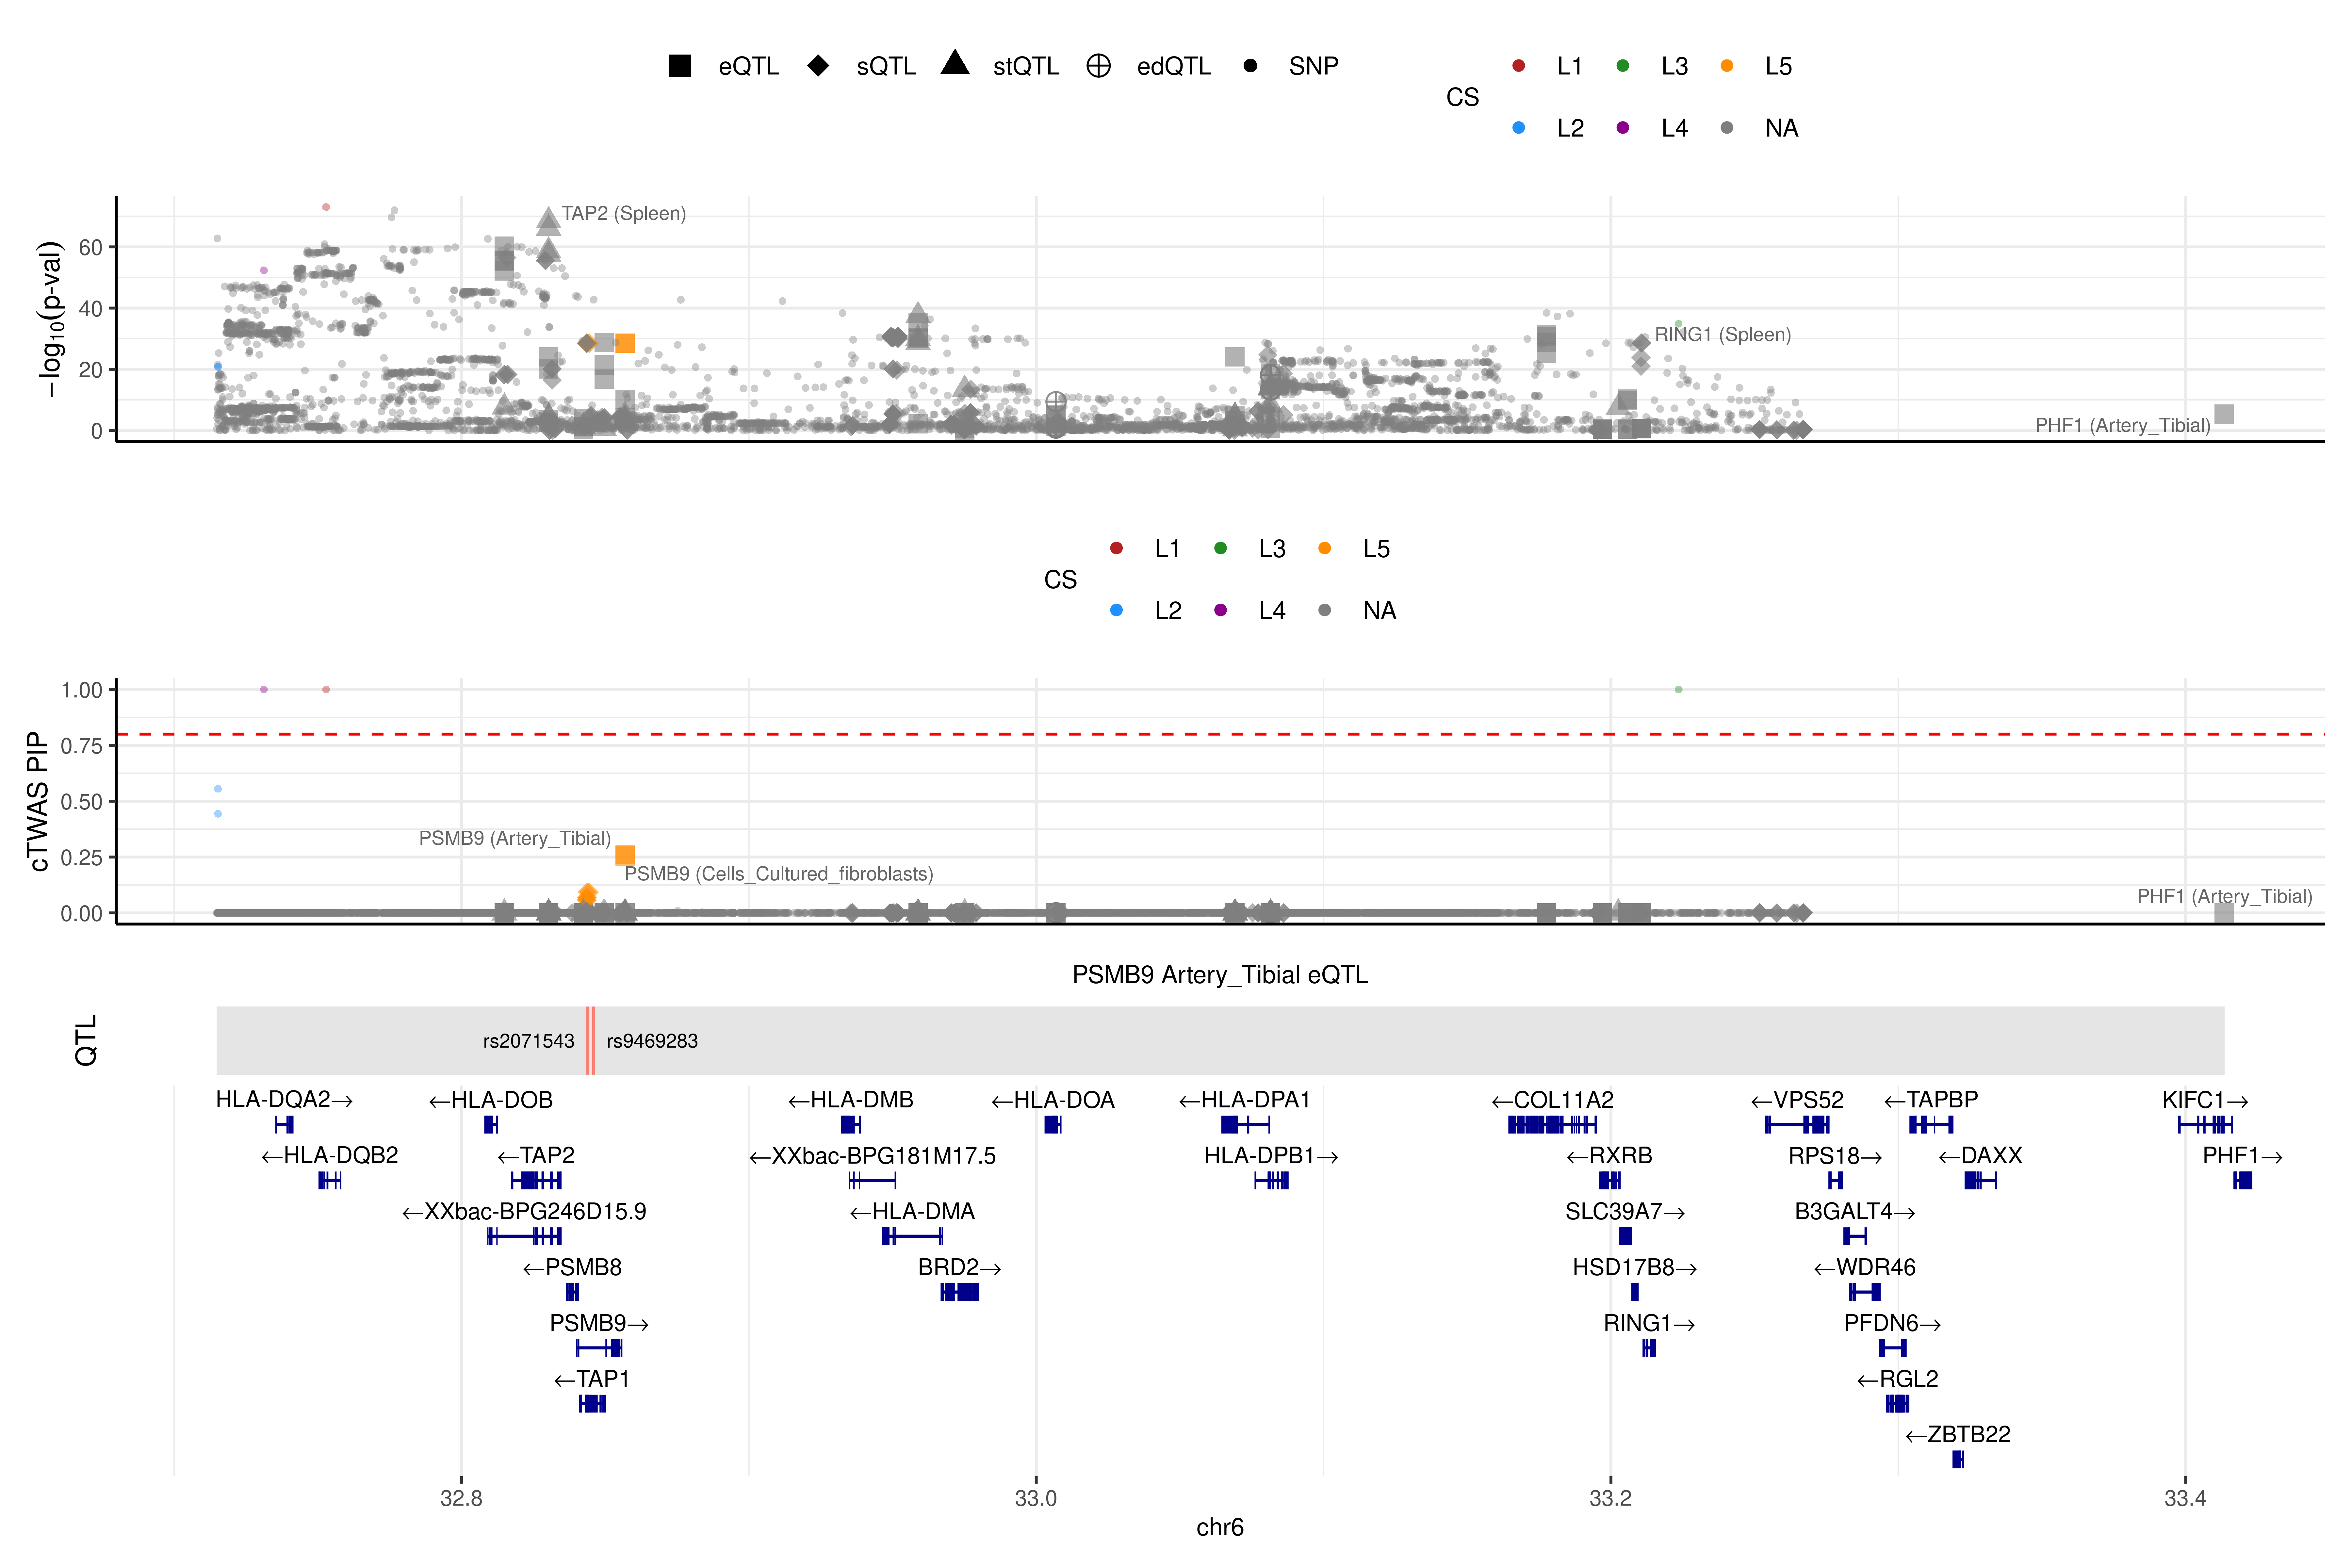 eQTL sQTL stQTL edQTL SNP
CS
L1 L3 L5
L2 L4 NA
−log10(p-val)
60
40
20
0
TAP2 (Spleen)
RING1 (Spleen)
PHF1 (Artery_Tibial)
CS
L1 L3 L5
L2 L4 NA
cTWAS PIP
1.00
0.75
0.50
0.25
0.00
PSMB9 (Artery_Tibial)
PSMB9 (Cells_Cultured_fibroblasts)
PHF1 (Artery_Tibial)
PSMB9 Artery_Tibial eQTL
QTL
rs2071543 rs9469283
HLA-DQA2→ ←HLA-DOB ←HLA-DMB ←HLA-DOA ←HLA-DPA1 ←COL11A2 ←VPS52 ←TAPBP KIFC1→
←HLA-DQB2 ←TAP2 ←XXbac-BPG181M17.5 HLA-DPB1→ ←RXRB RPS18→ ←DAXX PHF1→
←XXbac-BPG246D15.9 ←HLA-DMA SLC39A7→ B3GALT4→
←PSMB8 BRD2→ HSD17B8→ ←WDR46
PSMB9→ RING1→ PFDN6→
←TAP1 ←RGL2
←ZBTB22
32.8 33.0 33.2 33.4
chr6